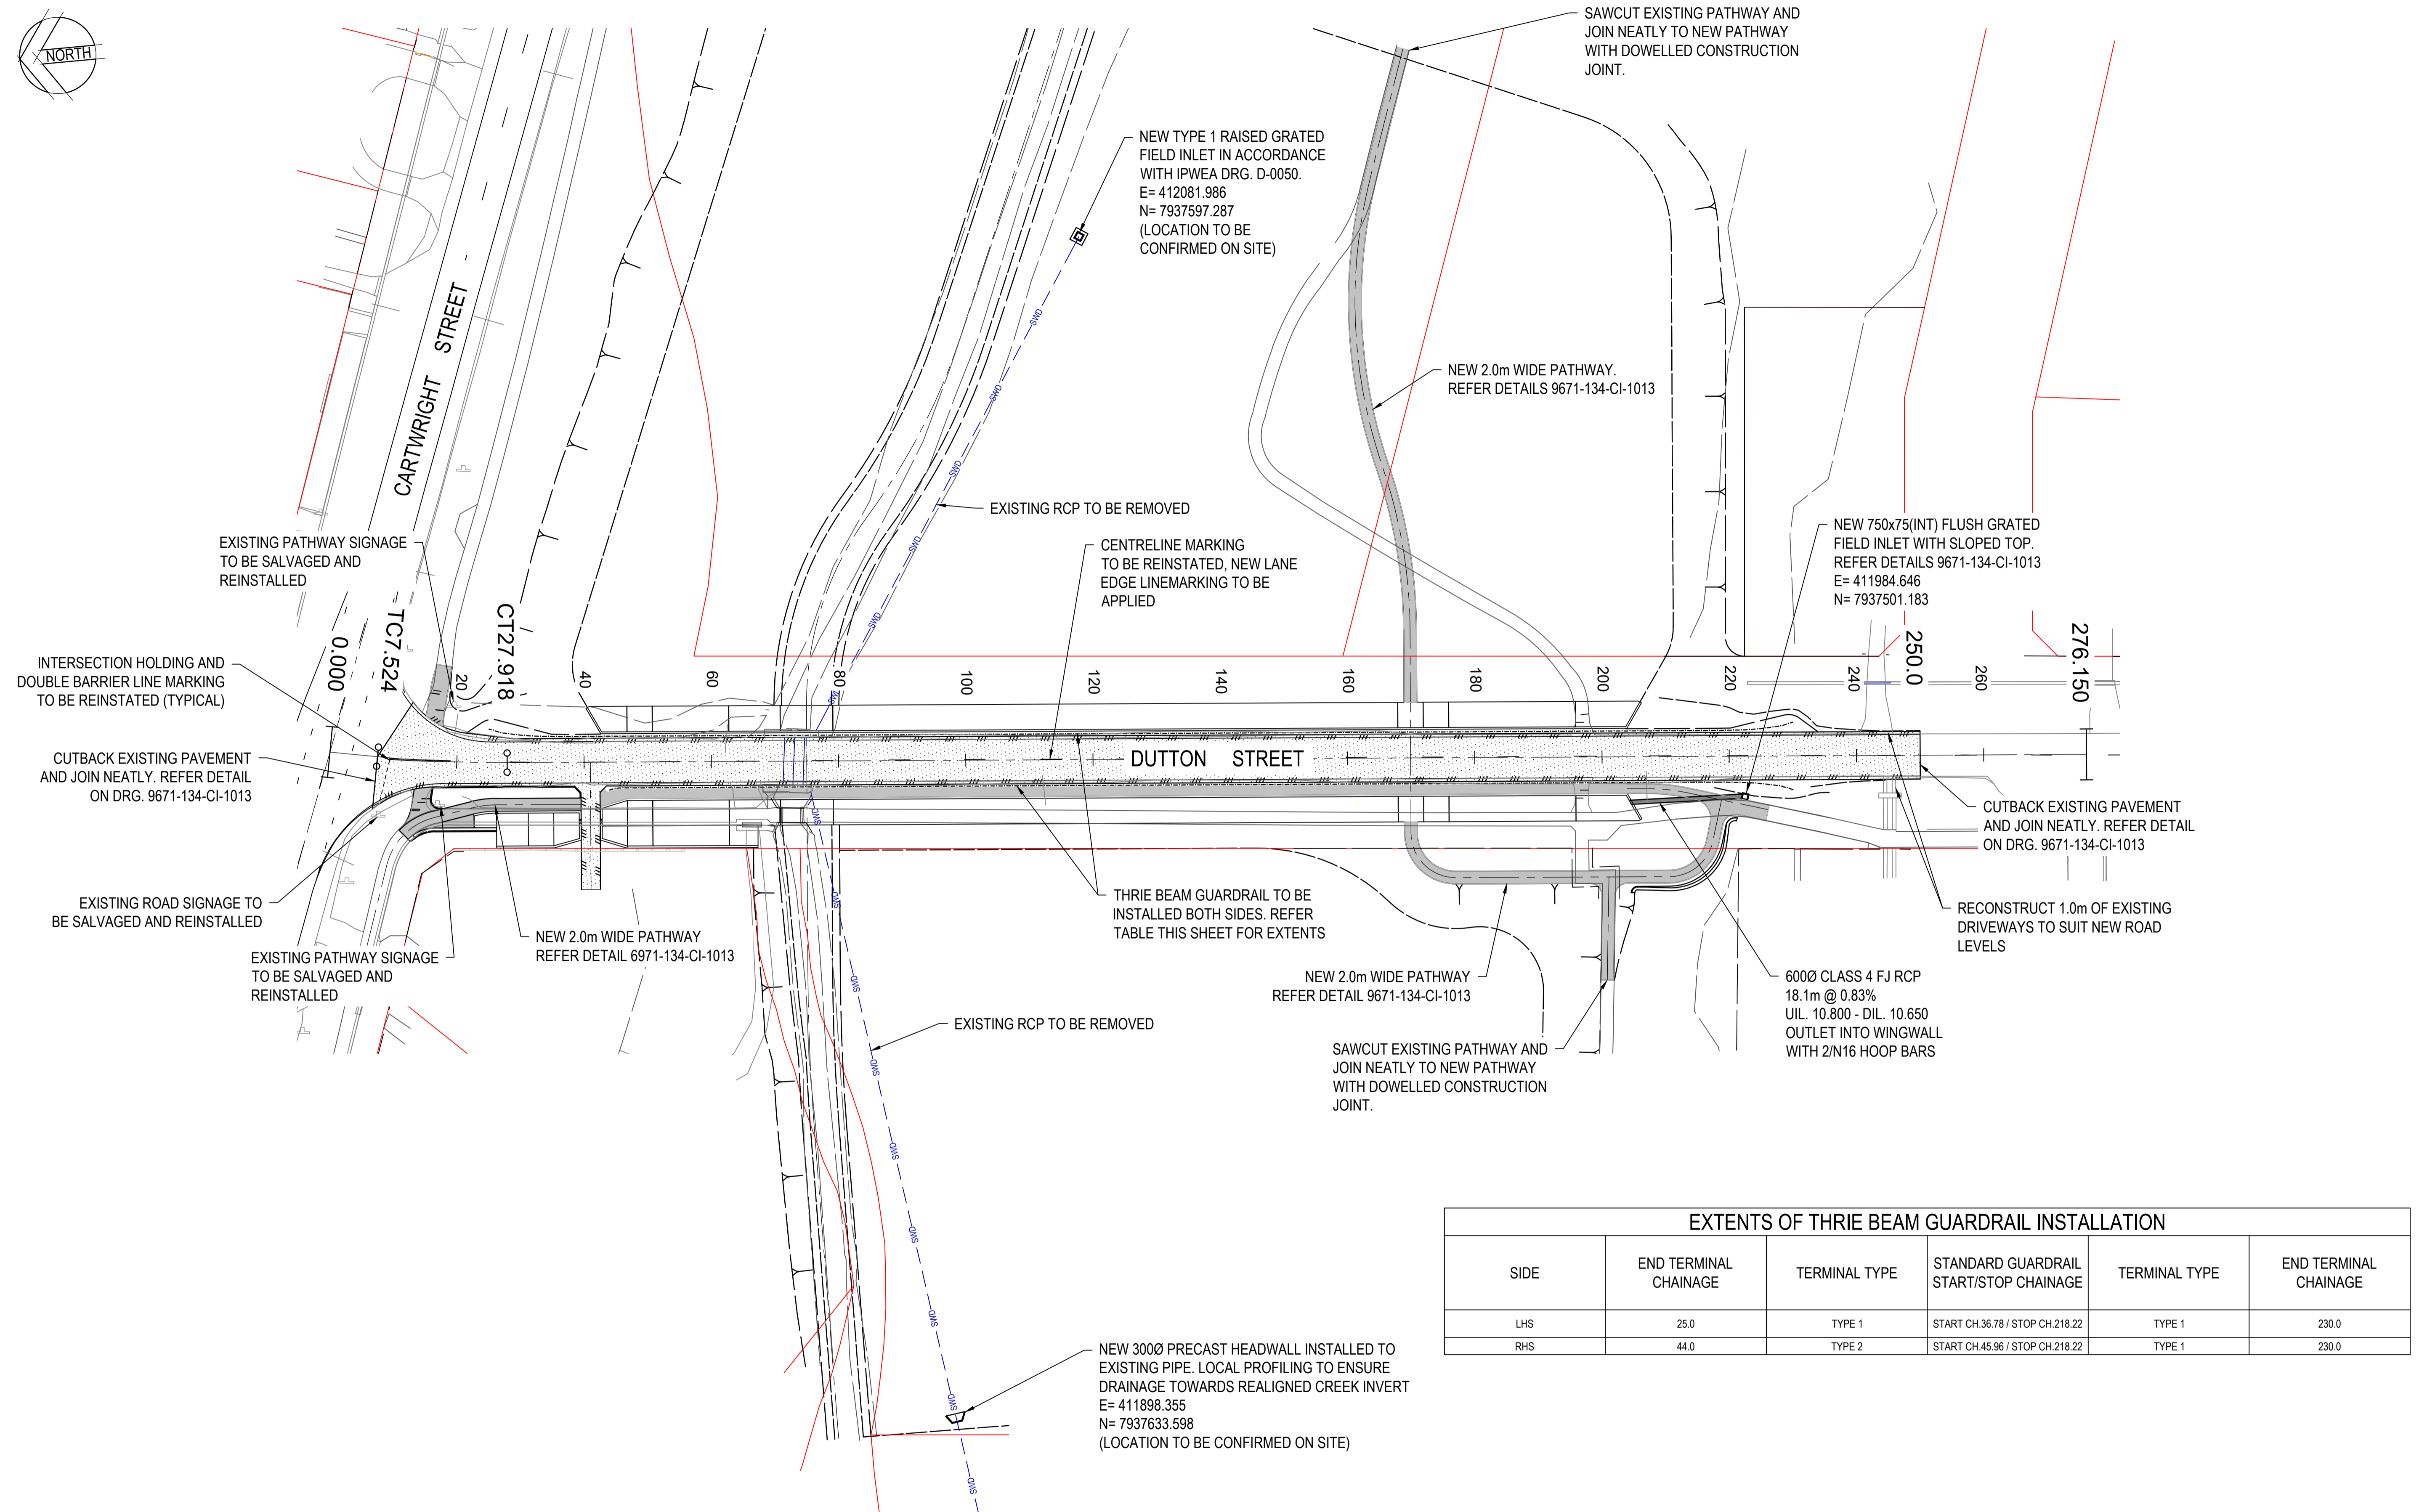 NORTH
SAWCUT EXISTING PATHWAY AND
JOIN NEATLY TO NEW PATHWAY
WITH DOWELLED CONSTRUCTION
JOINT.
NEW TYPE 1 RAISED GRATED
FIELD INLET IN ACCORDANCE
WITH IPWEA DRG. D-0050.
E= 412081.986
N= 7937597.287
(LOCATION TO BE
CONFIRMED ON SITE)
CARTWRIGHT STREET
SWD
SWD
SWD
SWD
SWD
SWD
NEW 2.0m WIDE PATHWAY.
REFER DETAILS 9671-134-CI-1013
EXISTING RCP TO BE REMOVED
EXISTING PATHWAY SIGNAGE
TO BE SALVAGED AND
REINSTALLED
CENTRELINE MARKING
TO BE REINSTATED, NEW LANE
EDGE LINEMARKING TO BE
APPLIED
NEW 750x75(INT) FLUSH GRATED
FIELD INLET WITH SLOPED TOP.
REFER DETAILS 9671-134-CI-1013
E= 411984.646
N= 7937501.183
INTERSECTION HOLDING AND
DOUBLE BARRIER LINE MARKING
TO BE REINSTATED (TYPICAL)
0.000
TC7.524
20
CT27.918
40
60
80
100
120
140
160
180
200
220
240
250.0
260
276.150
DUTTON STREET
CUTBACK EXISTING PAVEMENT
AND JOIN NEATLY. REFER DETAIL
ON DRG. 9671-134-CI-1013
CUTBACK EXISTING PAVEMENT
AND JOIN NEATLY. REFER DETAIL
ON DRG. 9671-134-CI-1013
EXISTING ROAD SIGNAGE TO
BE SALVAGED AND REINSTALLED
EXISTING PATHWAY SIGNAGE
TO BE SALVAGED AND
REINSTALLED
NEW 2.0m WIDE PATHWAY
REFER DETAIL 6971-134-CI-1013
THRIE BEAM GUARDRAIL TO BE
INSTALLED BOTH SIDES. REFER
TABLE THIS SHEET FOR EXTENTS
RECONSTRUCT 1.0m OF EXISTING
DRIVEWAYS TO SUIT NEW ROAD
LEVELS
NEW 2.0m WIDE PATHWAY
REFER DETAIL 9671-134-CI-1013
600Ø CLASS 4 FJ RCP
18.1m @ 0.83%
UIL. 10.800 - DIL. 10.650
OUTLET INTO WINGWALL
WITH 2/N16 HOOP BARS
SWD
SWD
SWD
SWD
SWD
SWD
SWD
SWD
SWD
EXISTING RCP TO BE REMOVED
SAWCUT EXISTING PATHWAY AND
JOIN NEATLY TO NEW PATHWAY
WITH DOWELLED CONSTRUCTION
JOINT.
NEW 300Ø PRECAST HEADWALL INSTALLED TO
EXISTING PIPE. LOCAL PROFILING TO ENSURE
DRAINAGE TOWARDS REALIGNED CREEK INVERT
E= 411898.355
N= 7937633.598
(LOCATION TO BE CONFIRMED ON SITE)
EXTENTS OF THRIE BEAM GUARDRAIL INSTALLATION
SIDE
END TERMINAL
CHAINAGE
TERMINAL TYPE
STANDARD GUARDRAIL
START/STOP CHAINAGE
TERMINAL TYPE
END TERMINAL
CHAINAGE
LHS 25.0 TYPE 1 START CH.36.78 / STOP CH.218.22 TYPE 1 230.0
RHS 44.0 TYPE 2 START CH.45.96 / STOP CH.218.22 TYPE 1 230.0